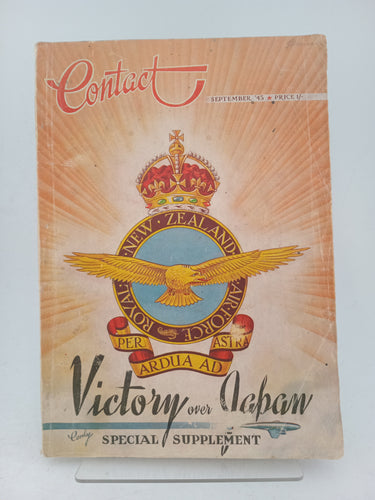 Contact
SEPTEMBER, '45 ★ PRICE 1/-
ROYAL · NEW · ZEALAND · AIR · FORCE
PER ASTRA
ARDUA AD
Victory over Japan
SPECIAL SUPPLEMENT